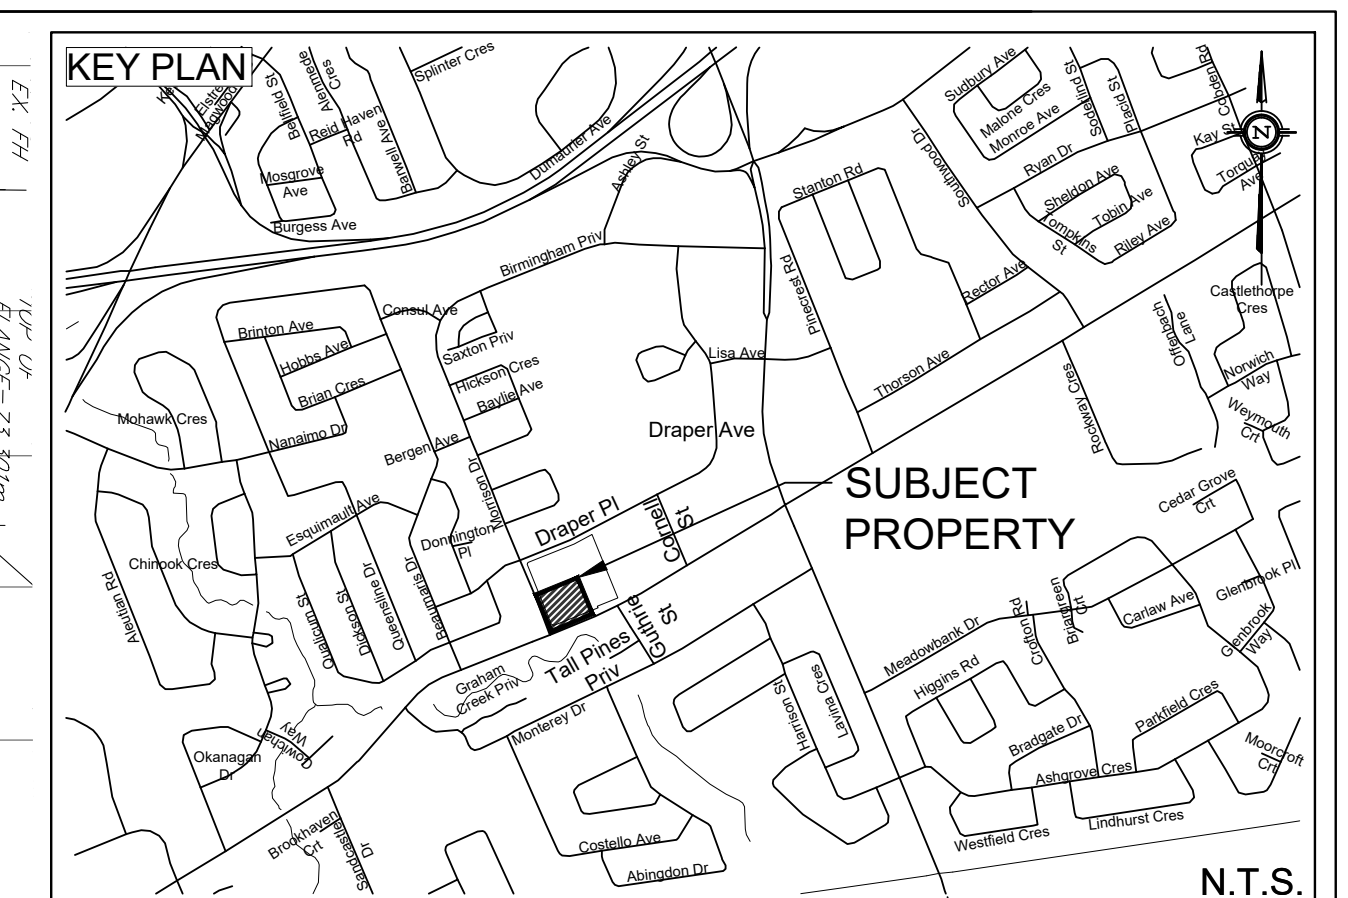 KEY PLAN
EX. FH
Bellfield St
Alenmede
Cres
Splinter Cres
Reid Haven
Rd
Barwell Ave
Mosgrove
Ave
Burgess Ave
Dumaurier Ave
Ashley St
Birmingham Priv
Consul Ave
Brinton Ave
Hobbs Ave
Brian Cres
Nanaimo Dr
Mohawk Cres
Saxton Priv
Hickson Cres
Baylie Ave
Bergen Ave
Morrison Dr
Lisa Ave
Draper Ave
Pinecrest Rd
Stanton Rd
Southwood Dr
Sudbury Ave
Malone Cres
Monroe Ave
Soderlind St
Placid St
Cobden Rd
Kay St
Torquay
Ave
N
Ryan Dr
Sheldon Ave
Tobin Ave
Tompkins
St
Riley Ave
Rector Ave
Thorson Ave
Castlethorpe
Cres
Offenbach
Lane
Norwich
Way
Weymouth
Crt
Rockway Cres
SUBJECT
PROPERTY
Cedar Grove
Crt
Esquimault Ave
Donnington
Pl
Draper Pl
Cornell
St
Chinook Cres
Aleutian Rd
Qualicum St
Dickson St
Queensline Dr
Beaumaris Dr
Guthrie
St
Tall Pines
Priv
Graham
Creek Priv
Monterey Dr
Meadowbank Dr
Crofton Rd
Briargreen
Crt
Carlaw Ave
Glenbrook Pl
Glenbrook
Way
Higgins Rd
Harrison St
Lavina Cres
Bradgate Dr
Parkfield Cres
Ashgrove Cres
Moorcroft
Crt
Okanagan
Dr
Cowichan
Way
Brookhaven
Crt
Sandcastle
Dr
Costello Ave
Abingdon Dr
Westfield Cres
Lindhurst Cres
N.T.S.